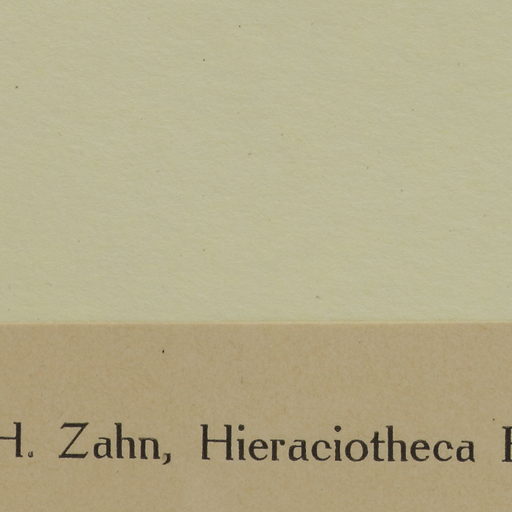 H. Zahn, Hieraciotheca